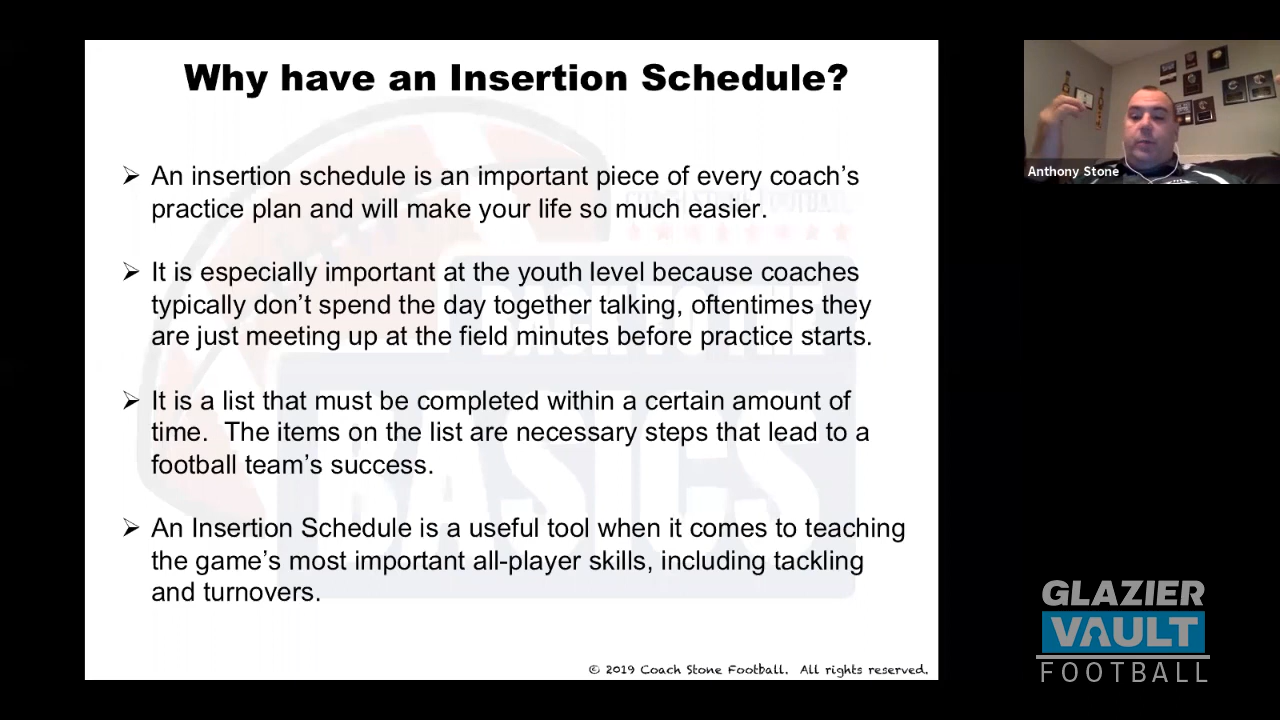 Why have an Insertion Schedule?
➢ An insertion schedule is an important piece of every coach's
practice plan and will make your life so much easier.
➢ It is especially important at the youth level because coaches
typically don't spend the day together talking, oftentimes they
are just meeting up at the field minutes before practice starts.
➢ It is a list that must be completed within a certain amount of
time.  The items on the list are necessary steps that lead to a
football team's success.
➢ An Insertion Schedule is a useful tool when it comes to teaching
the game's most important all-player skills, including tackling
and turnovers.
© 2019 Coach Stone Football.  All rights reserved.
BACK TO THE
BASICS
Anthony Stone
GLAZIER
VAULT
FOOTBALL